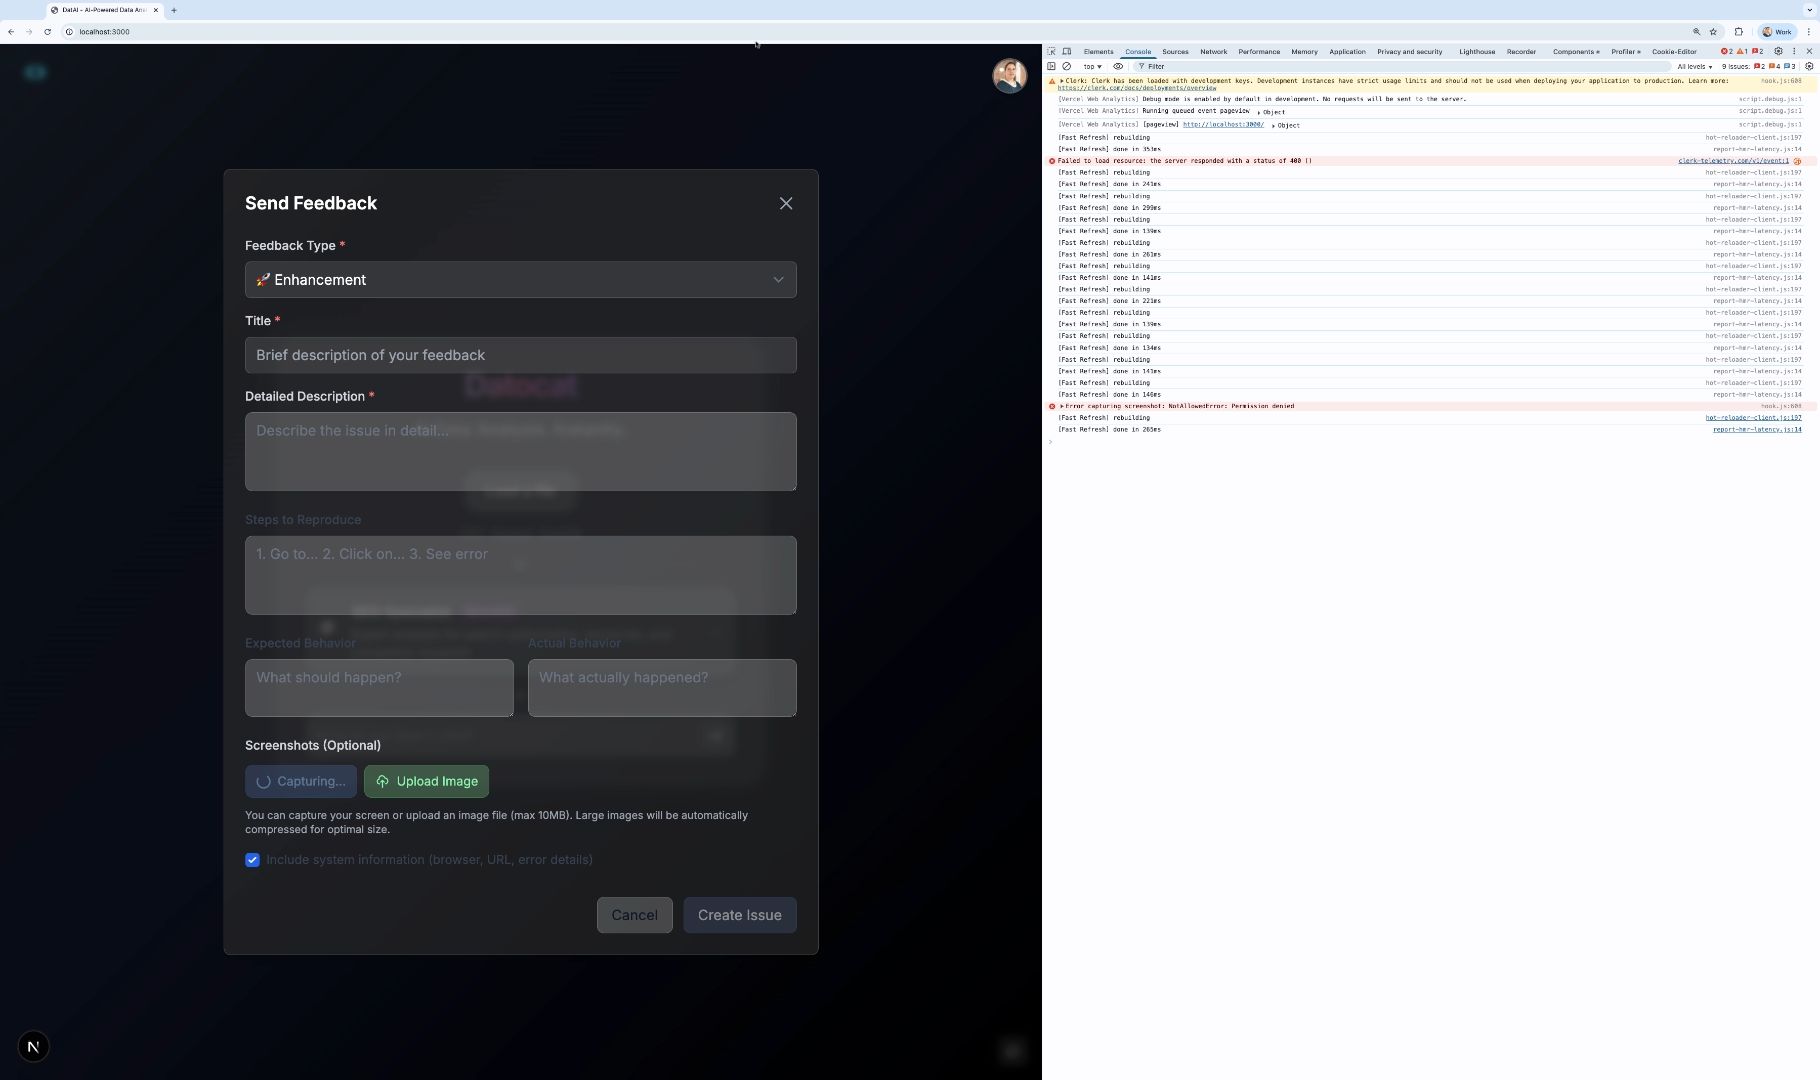 DatAI - AI-Powered Data Ana
localhost:3000
Work
Send Feedback
Feedback Type *
🚀 Enhancement
Title *
Brief description of your feedback
Datocat
Detailed Description *
Describe the issue in detail...
Steps to Reproduce
1. Go to... 2. Click on... 3. See error
Expected Behavior
Actual Behavior
What should happen?
What actually happened?
Screenshots (Optional)
Capturing...
Upload Image
You can capture your screen or upload an image file (max 10MB). Large images will be automatically
compressed for optimal size.
Include system information (browser, URL, error details)
Cancel
Create Issue
N
Elements Console Sources Network Performance Memory Application Privacy and security Lighthouse Recorder Components Profiler Cookie-Editor 2 1 2
top Filter All levels 9 Issues: 2 4 3
Clerk: Clerk has been loaded with development keys. Development instances have strict usage limits and should not be used when deploying your application to production. Learn more: hook.js:608
https://clerk.com/docs/deployments/overview
[Vercel Web Analytics] Debug mode is enabled by default in development. No requests will be sent to the server. script.debug.js:1
[Vercel Web Analytics] Running queued event pageview Object script.debug.js:1
[Vercel Web Analytics] [pageview] http://localhost:3000/ Object script.debug.js:1
[Fast Refresh] rebuilding hot-reloader-client.js:197
[Fast Refresh] done in 353ms report-hmr-latency.js:14
Failed to load resource: the server responded with a status of 400 () clerk-telemetry.com/v1/event:1
[Fast Refresh] rebuilding hot-reloader-client.js:197
[Fast Refresh] done in 241ms report-hmr-latency.js:14
[Fast Refresh] rebuilding hot-reloader-client.js:197
[Fast Refresh] done in 299ms report-hmr-latency.js:14
[Fast Refresh] rebuilding hot-reloader-client.js:197
[Fast Refresh] done in 139ms report-hmr-latency.js:14
[Fast Refresh] rebuilding hot-reloader-client.js:197
[Fast Refresh] done in 261ms report-hmr-latency.js:14
[Fast Refresh] rebuilding hot-reloader-client.js:197
[Fast Refresh] done in 141ms report-hmr-latency.js:14
[Fast Refresh] rebuilding hot-reloader-client.js:197
[Fast Refresh] done in 221ms report-hmr-latency.js:14
[Fast Refresh] rebuilding hot-reloader-client.js:197
[Fast Refresh] done in 139ms report-hmr-latency.js:14
[Fast Refresh] rebuilding hot-reloader-client.js:197
[Fast Refresh] done in 134ms report-hmr-latency.js:14
[Fast Refresh] rebuilding hot-reloader-client.js:197
[Fast Refresh] done in 141ms report-hmr-latency.js:14
[Fast Refresh] rebuilding hot-reloader-client.js:197
[Fast Refresh] done in 146ms report-hmr-latency.js:14
Error capturing screenshot: NotAllowedError: Permission denied hook.js:608
[Fast Refresh] rebuilding hot-reloader-client.js:197
[Fast Refresh] done in 265ms report-hmr-latency.js:14